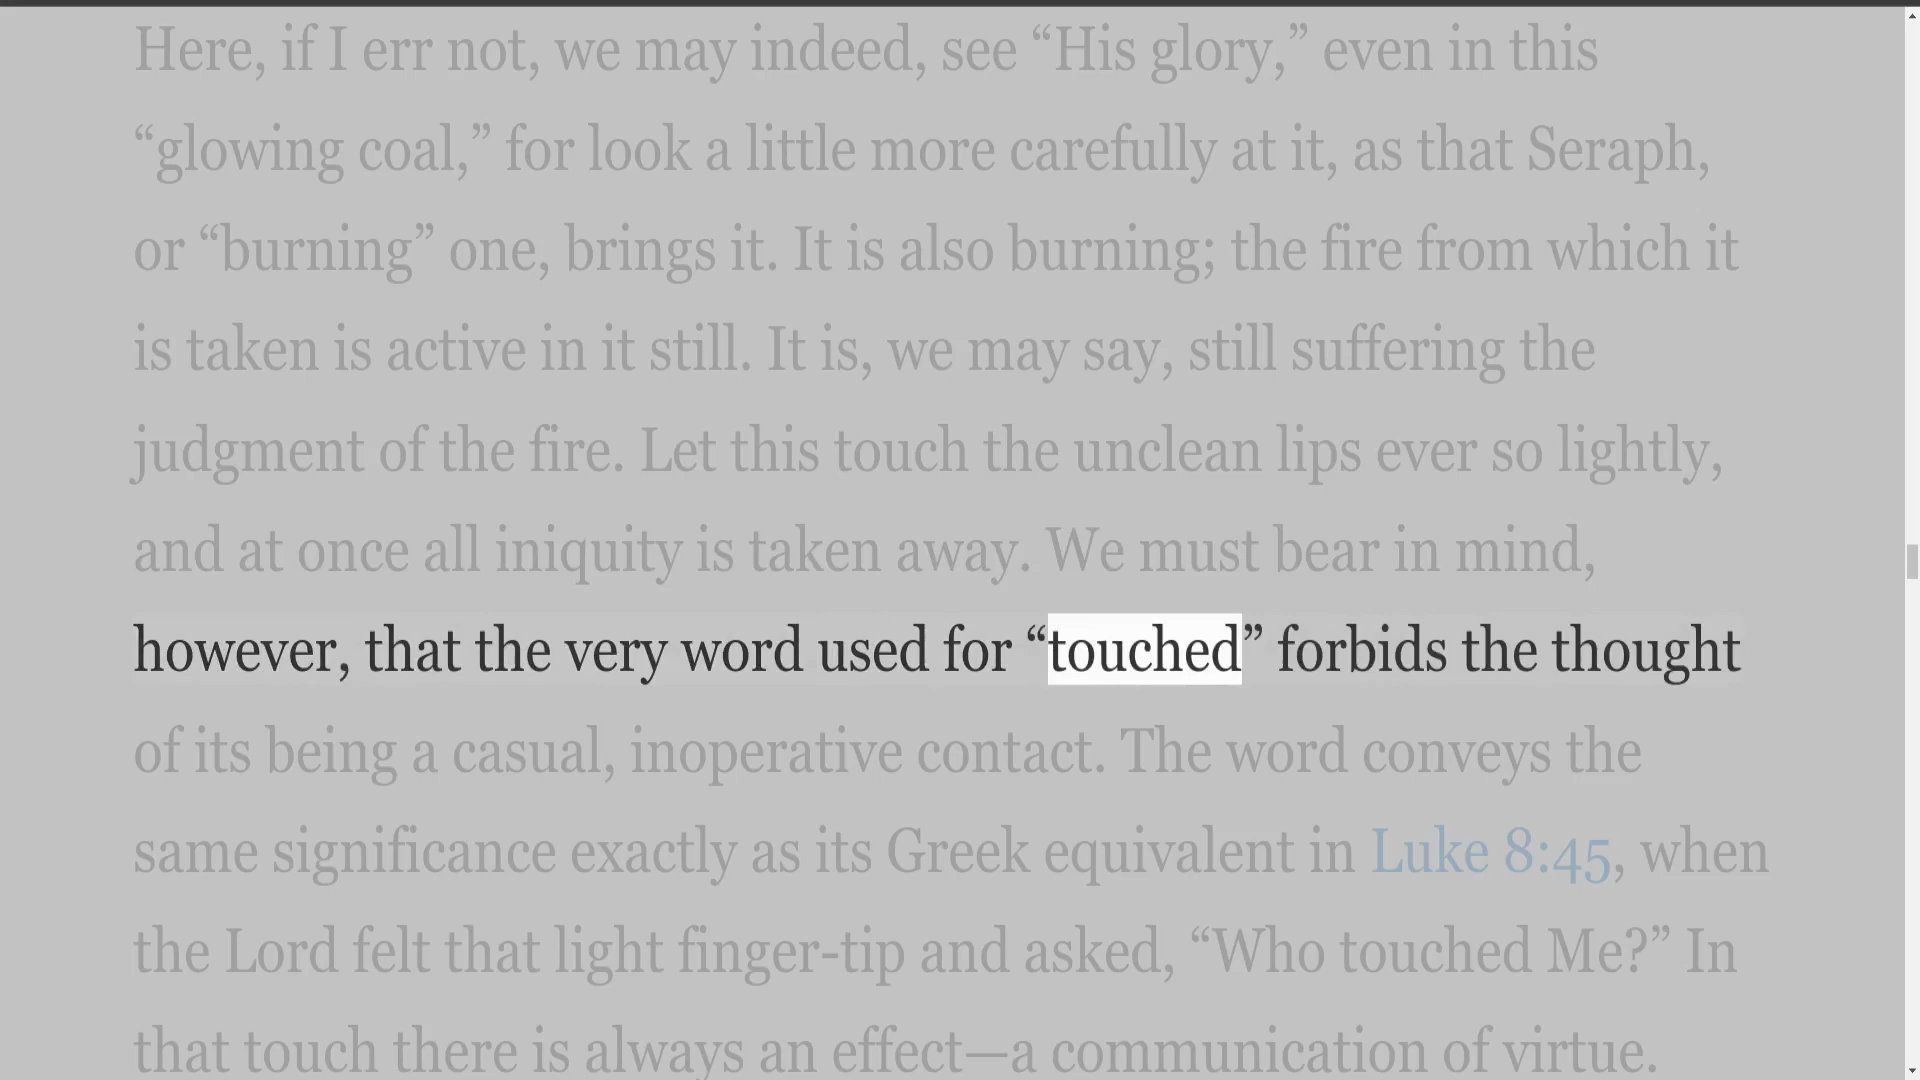 Here, if I err not, we may indeed, see “His glory,” even in this
“glowing coal,” for look a little more carefully at it, as that Seraph,
or “burning” one, brings it. It is also burning; the fire from which it
is taken is active in it still. It is, we may say, still suffering the
judgment of the fire. Let this touch the unclean lips ever so lightly,
and at once all iniquity is taken away. We must bear in mind,
however, that the very word used for “touched” forbids the thought
of its being a casual, inoperative contact. The word conveys the
same significance exactly as its Greek equivalent in Luke 8:45, when
the Lord felt that light finger-tip and asked, “Who touched Me?” In
that touch there is always an effect—a communication of virtue.